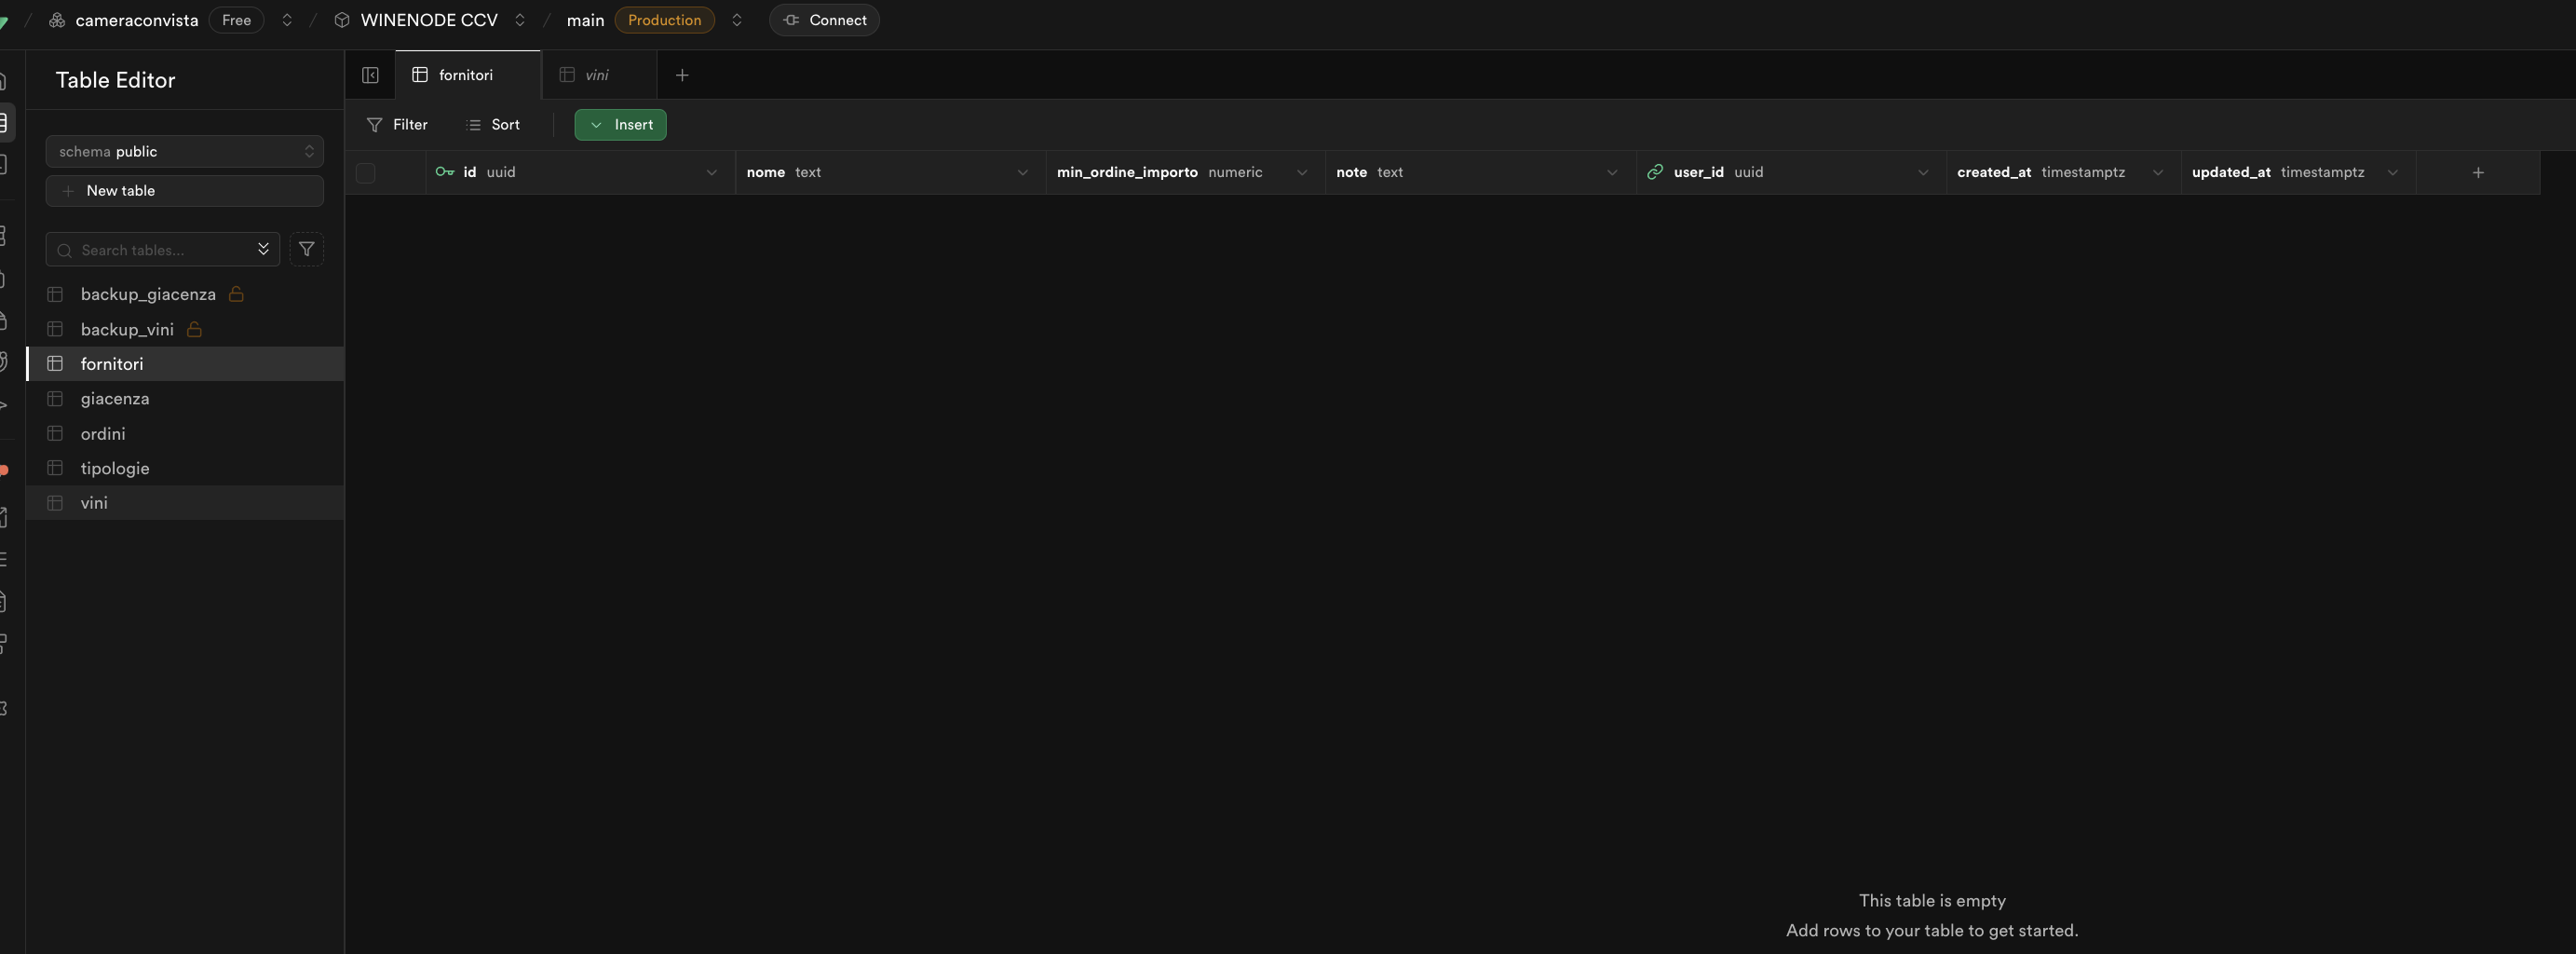 cameraconvista Free WINENODE CCV main Production Connect
Table Editor
fornitori vini
Filter Sort Insert
schema public
New table
id uuid nome text min_ordine_importo numeric note text user_id uuid created_at timestamptz updated_at timestamptz
Search tables...
backup_giacenza
backup_vini
fornitori
giacenza
ordini
tipologie
vini
This table is empty
Add rows to your table to get started.